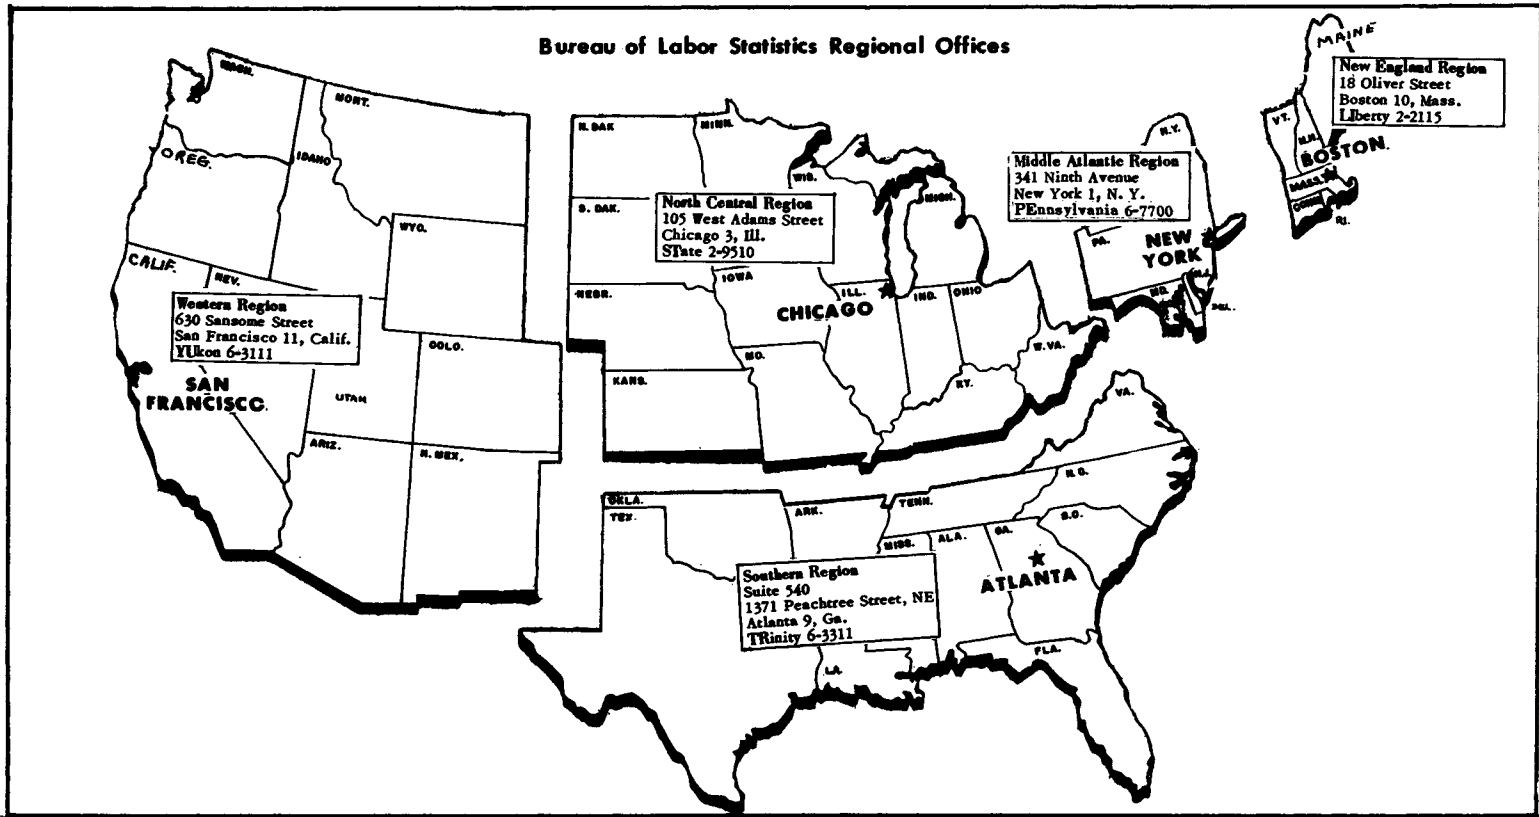 Bureau of Labor Statistics Regional Offices
MAINE
New England Region
18 Oliver Street
Boston 10, Mass.
LIberty 2-2115
VT.
N.H.
BOSTON.
MASS.
CONN.
RI.
N.Y.
Middle Atlantic Region
341 Ninth Avenue
New York 1, N. Y.
PEnnsylvania 6-7700
PA.
NEW
YORK
N.J.
MD.
DEL.
WASH.
MONT.
OREG.
IDAHO
WYO.
CALIF.
NEV.
Western Region
630 Sansome Street
San Francisco 11, Calif.
YUkon 6-3111
SAN
FRANCISCO.
UTAH
COLO.
ARIZ.
N. MEX.
N. DAK
MINN.
WIS.
S. DAK.
MICH.
North Central Region
105 West Adams Street
Chicago 3, Ill.
STate 2-9510
IOWA
NEBR.
ILL.
IND.
OHIO
CHICAGO
MO.
W. VA.
KANS.
KY.
VA.
OKLA.
TEX.
ARK.
TENN.
N.C.
S.C.
MISS.
ALA.
GA.
Southern Region
Suite 540
1371 Peachtree Street, NE
Atlanta 9, Ga.
TRinity 6-3311
ATLANTA
LA.
FLA.